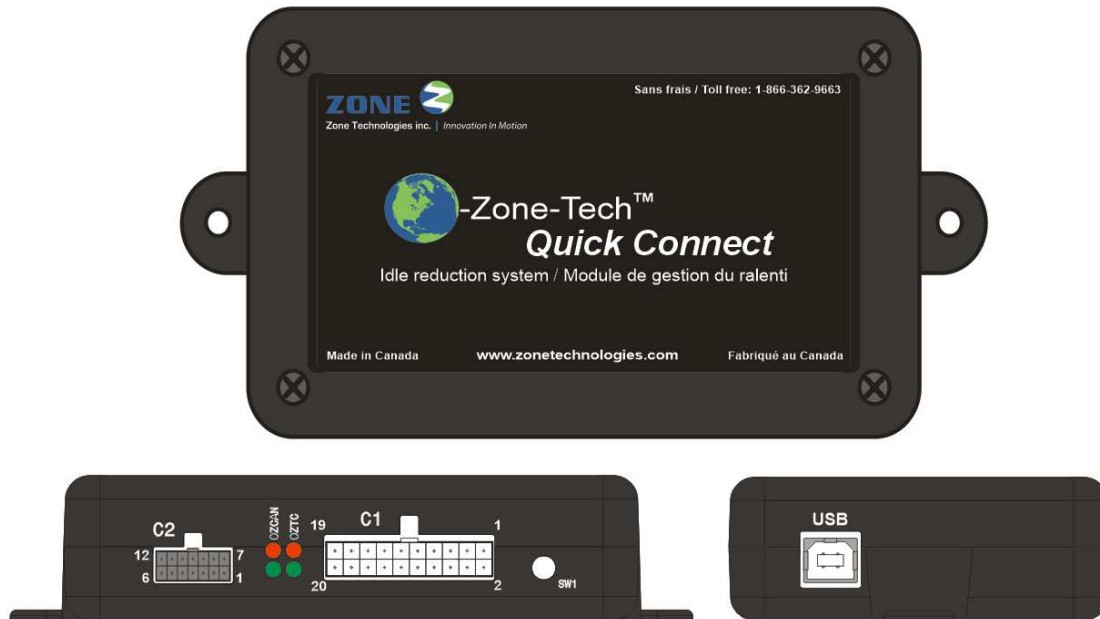 ZONE
Sans frais / Toll free: 1-866-362-9663
Zone Technologies inc. | Innovation In Motion
-Zone-Tech™
Quick Connect
Idle reduction system / Module de gestion du ralenti
Made in Canada www.zonetechnologies.com Fabriqué au Canada
C2
12 7
6 1
OZCAN
OZTC
19 C1 1
20 2
SW1
USB